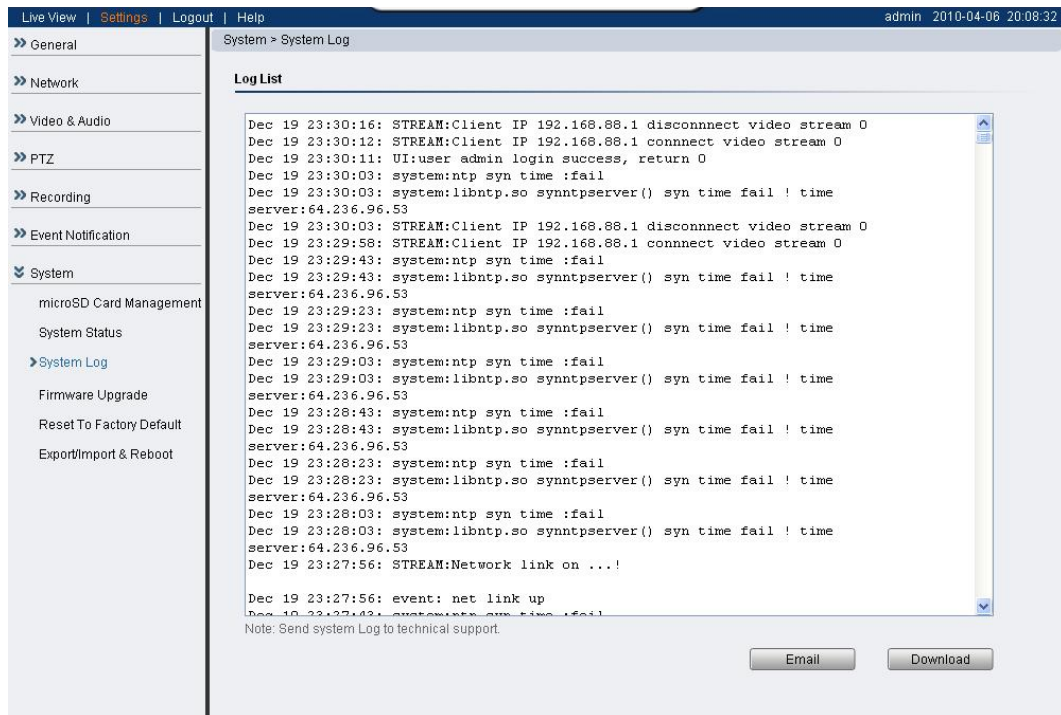 Live View | Settings | Logout | Help
admin 2010-04-06 20:08:32
General
Network
Video & Audio
PTZ
Recording
Event Notification
System
microSD Card Management
System Status
System Log
Firmware Upgrade
Reset To Factory Default
Export/Import & Reboot
System > System Log
Log List
Dec 19 23:30:16: STREAM:Client IP 192.168.88.1 disconnnect video stream 0
Dec 19 23:30:12: STREAM:Client IP 192.168.88.1 connnect video stream 0
Dec 19 23:30:11: UI:user admin login success, return 0
Dec 19 23:30:03: system:ntp syn time :fail
Dec 19 23:30:03: system:libntp.so synntpserver() syn time fail ! time
server:64.236.96.53
Dec 19 23:30:03: STREAM:Client IP 192.168.88.1 disconnnect video stream 0
Dec 19 23:29:58: STREAM:Client IP 192.168.88.1 connnect video stream 0
Dec 19 23:29:43: system:ntp syn time :fail
Dec 19 23:29:43: system:libntp.so synntpserver() syn time fail ! time
server:64.236.96.53
Dec 19 23:29:23: system:ntp syn time :fail
Dec 19 23:29:23: system:libntp.so synntpserver() syn time fail ! time
server:64.236.96.53
Dec 19 23:29:03: system:ntp syn time :fail
Dec 19 23:29:03: system:libntp.so synntpserver() syn time fail ! time
server:64.236.96.53
Dec 19 23:28:43: system:ntp syn time :fail
Dec 19 23:28:43: system:libntp.so synntpserver() syn time fail ! time
server:64.236.96.53
Dec 19 23:28:23: system:ntp syn time :fail
Dec 19 23:28:23: system:libntp.so synntpserver() syn time fail ! time
server:64.236.96.53
Dec 19 23:28:03: system:ntp syn time :fail
Dec 19 23:28:03: system:libntp.so synntpserver() syn time fail ! time
server:64.236.96.53
Dec 19 23:27:56: STREAM:Network link on ...!
Dec 19 23:27:56: event: net link up
Dec 19 23:27:43: system:ntp syn time :fail
Note: Send system Log to technical support.
Email
Download